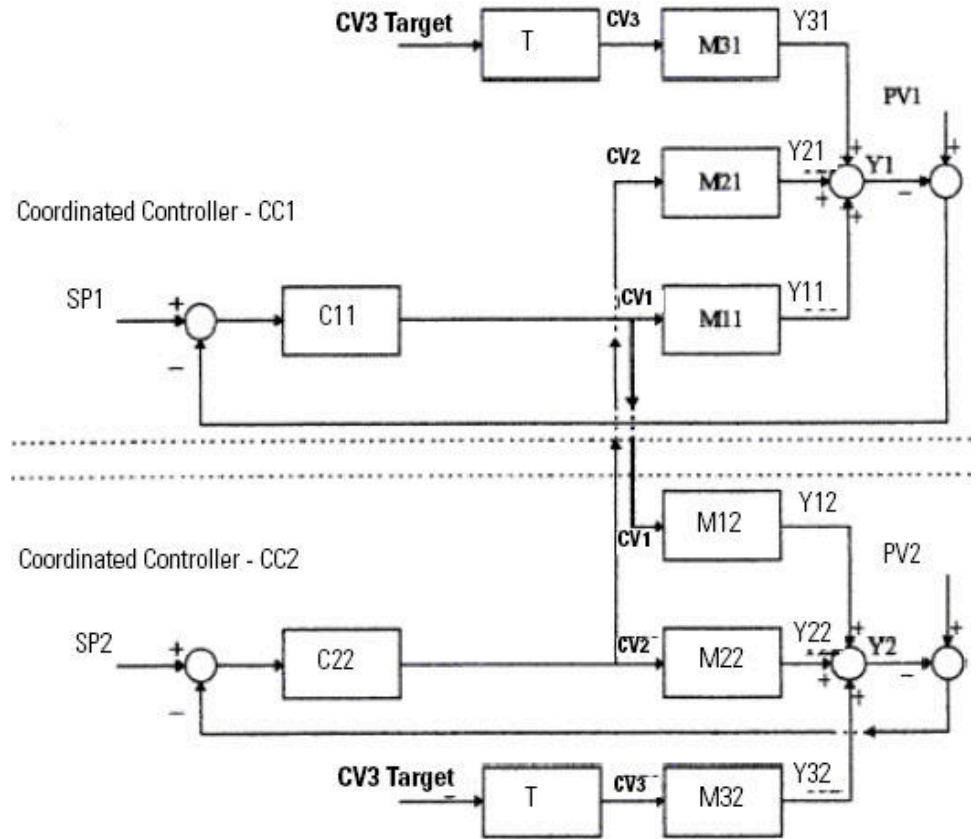 CV3 Target
T
CV3
M31
Y31
PV1
CV2
M21
Y21
Y1
+
+
+
−
+
Coordinated Controller - CC1
SP1
+
−
C11
CV1
M11
Y11
CV1
M12
Y12
Coordinated Controller - CC2
PV2
SP2
+
−
C22
CV2
M22
Y22
Y2
+
+
+
−
+
CV3 Target
T
CV3
M32
Y32